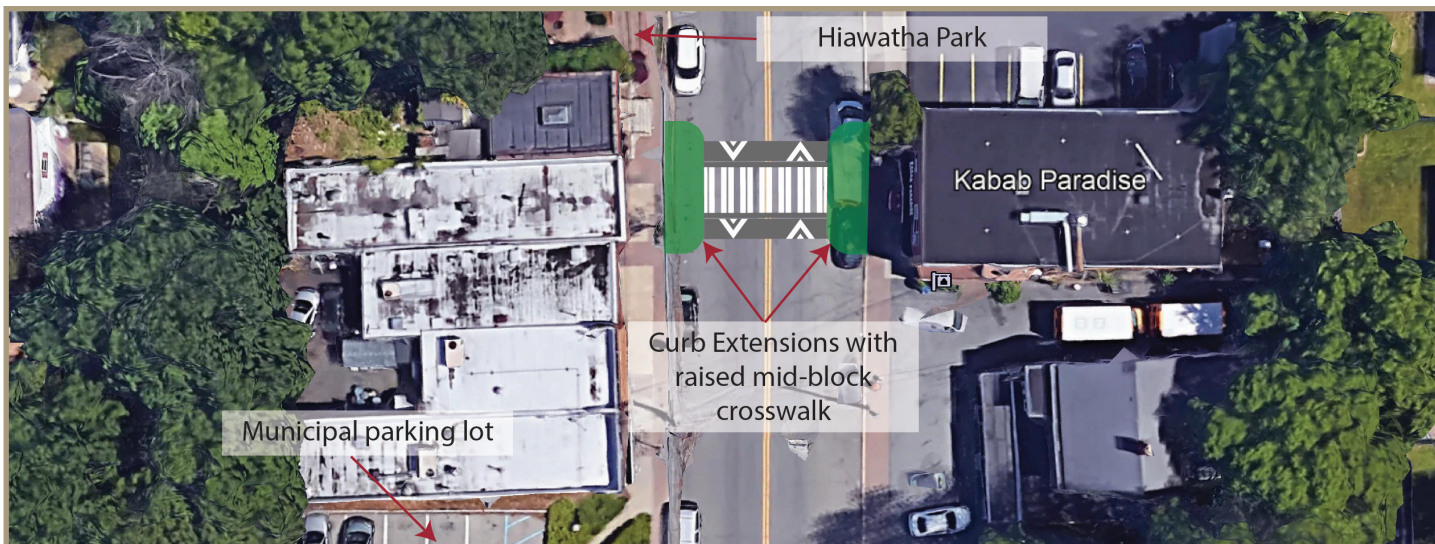 Hiawatha Park
Kabab Paradise
Curb Extensions with
raised mid-block
crosswalk
Municipal parking lot